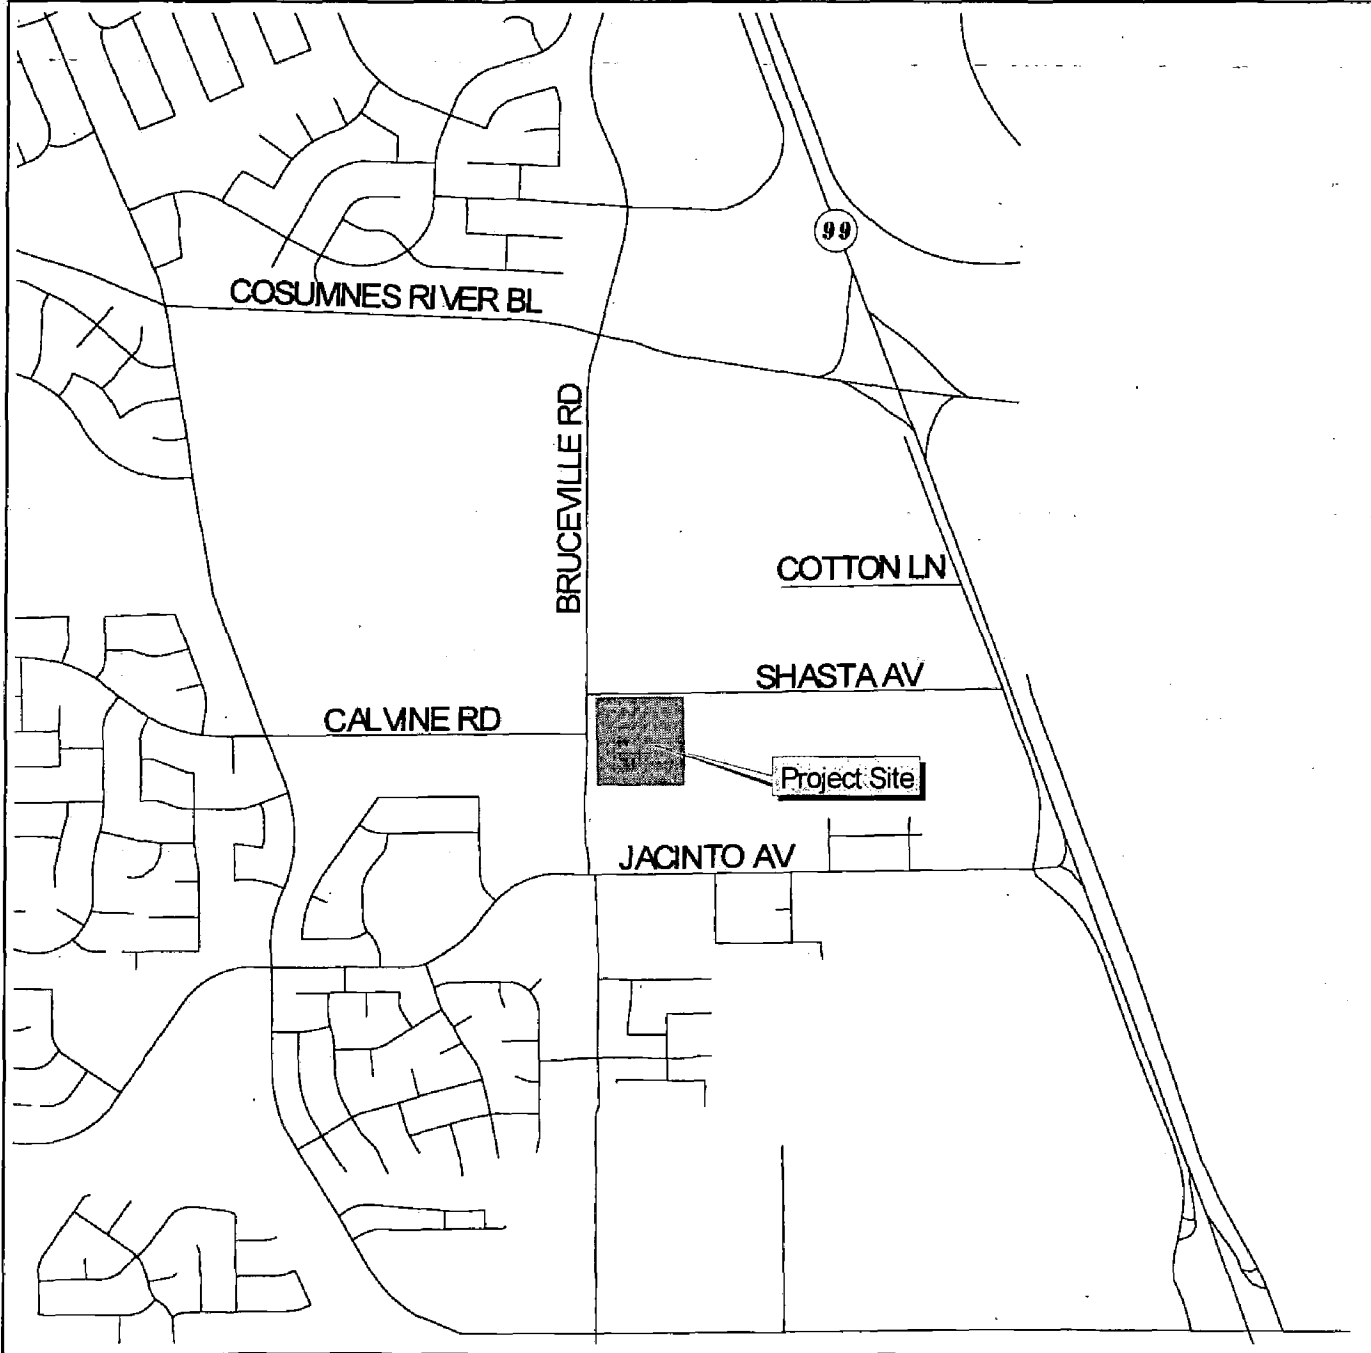 99
COSUMNES RIVER BL
BRUCEVILLE RD
COTTON LN
SHASTA AV
CALVINE RD
Project Site
JACINTO AV